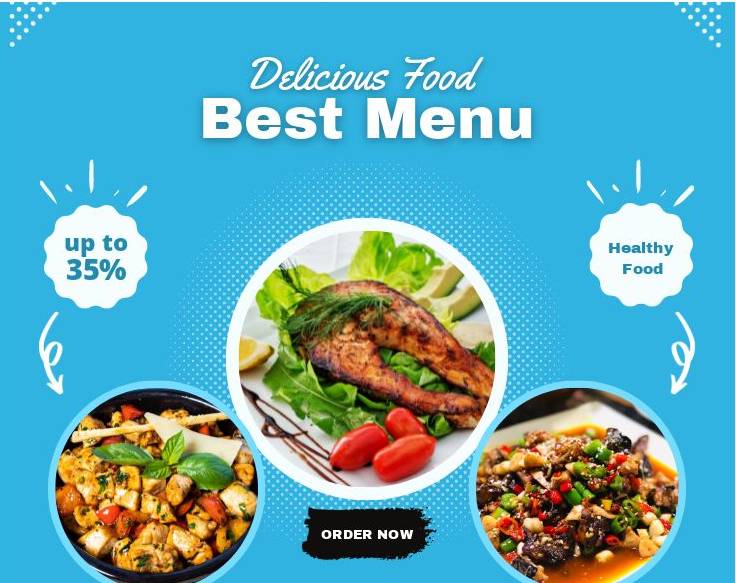 Delicious Food
Best Menu
up to
35%
Healthy
Food
ORDER NOW